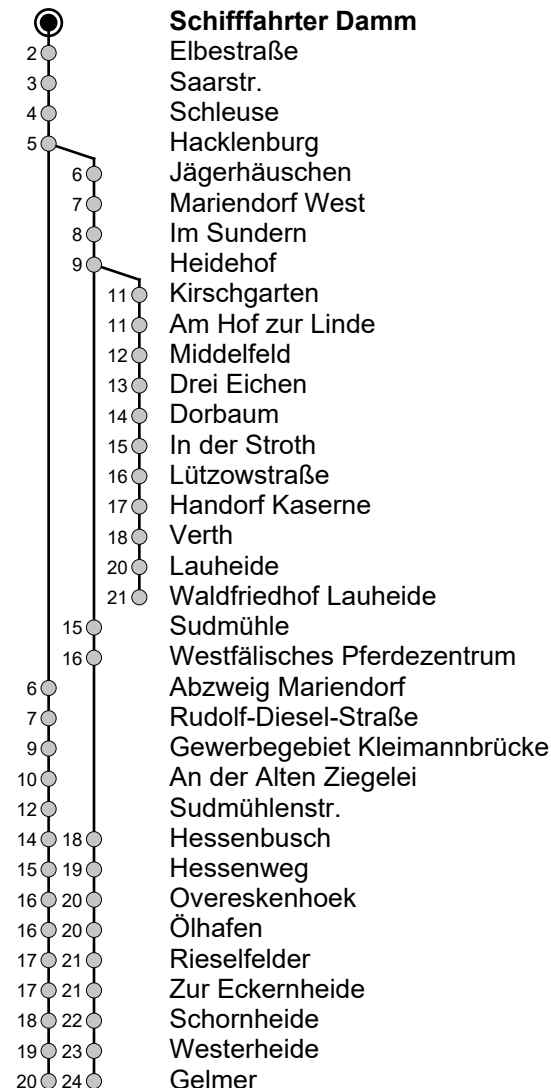 Schifffahrter Damm
2 Elbestraße
3 Saarstr.
4 Schleuse
5 Hacklenburg
6 Jägerhäuschen
7 Mariendorf West
8 Im Sundern
9 Heidehof
11 Kirschgarten
11 Am Hof zur Linde
12 Middelfeld
13 Drei Eichen
14 Dorbaum
15 In der Stroth
16 Lützowstraße
17 Handorf Kaserne
18 Verth
20 Lauheide
21 Waldfriedhof Lauheide
15 Sudmühle
16 Westfälisches Pferdezentrum
6 Abzweig Mariendorf
7 Rudolf-Diesel-Straße
9 Gewerbegebiet Kleimannbrücke
10 An der Alten Ziegelei
12 Sudmühlenstr.
14 18 Hessenbusch
15 19 Hessenweg
16 20 Overeskenhoek
16 20 Ölhafen
17 21 Rieselfelder
17 21 Zur Eckernheide
18 22 Schornheide
19 23 Westerheide
20 24 Gelmer